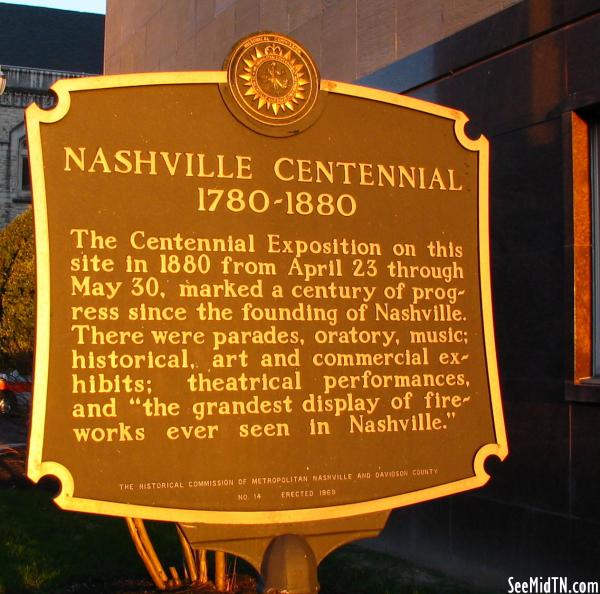 HISTORICAL COMMISSION
NASHVILLE CENTENNIAL
1780-1880
The Centennial Exposition on this
site in 1880 from April 23 through
May 30, marked a century of prog-
ress since the founding of Nashville.
There were parades, oratory, music;
historical, art and commercial ex-
hibits; theatrical performances,
and “the grandest display of fire-
works ever seen in Nashville.”
THE HISTORICAL COMMISSION OF METROPOLITAN NASHVILLE AND DAVIDSON COUNTY
NO. 14 ERECTED 1969
SeeMidTN.com